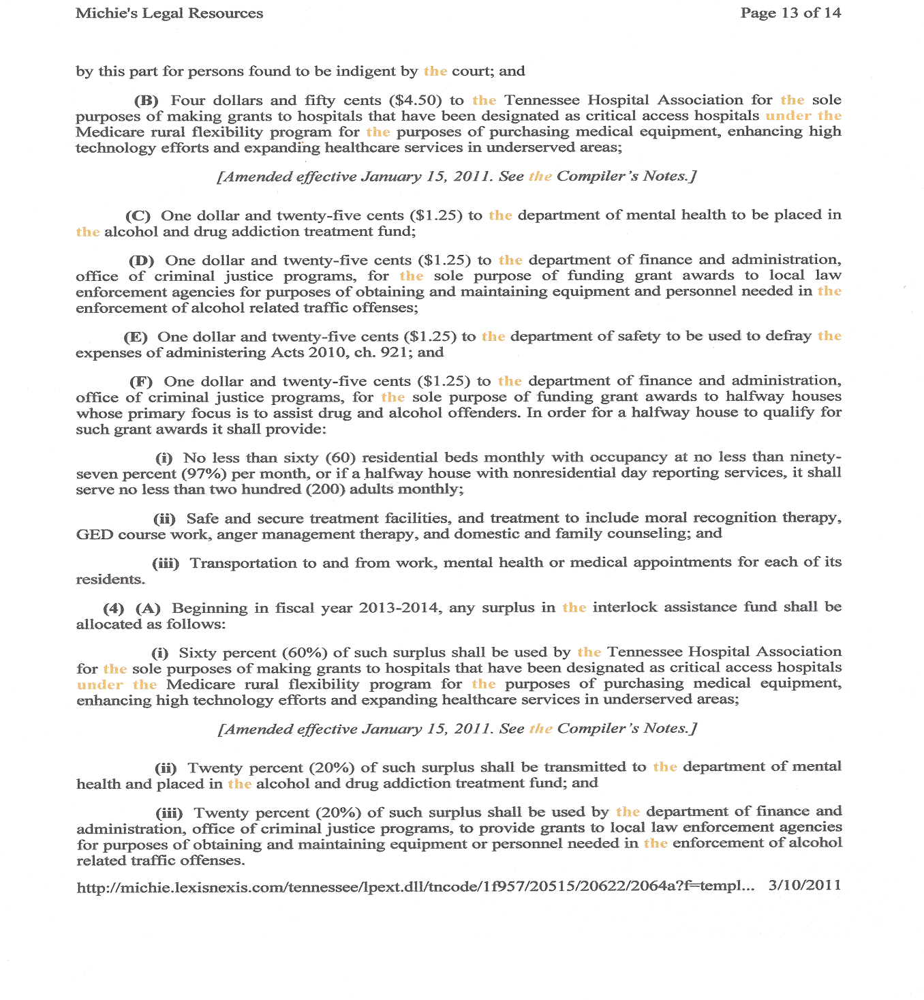 Michie's Legal Resources Page 13 of 14
by this part for persons found to be indigent by the court; and
(B) Four dollars and fifty cents ($4.50) to the Tennessee Hospital Association for the sole
purposes of making grants to hospitals that have been designated as critical access hospitals under the
Medicare rural flexibility program for the purposes of purchasing medical equipment, enhancing high
technology efforts and expanding healthcare services in underserved areas;
[Amended effective January 15, 2011. See the Compiler's Notes.]
(C) One dollar and twenty-five cents ($1.25) to the department of mental health to be placed in
the alcohol and drug addiction treatment fund;
(D) One dollar and twenty-five cents ($1.25) to the department of finance and administration,
office of criminal justice programs, for the sole purpose of funding grant awards to local law
enforcement agencies for purposes of obtaining and maintaining equipment and personnel needed in the
enforcement of alcohol related traffic offenses;
(E) One dollar and twenty-five cents ($1.25) to the department of safety to be used to defray the
expenses of administering Acts 2010, ch. 921; and
(F) One dollar and twenty-five cents ($1.25) to the department of finance and administration,
office of criminal justice programs, for the sole purpose of funding grant awards to halfway houses
whose primary focus is to assist drug and alcohol offenders. In order for a halfway house to qualify for
such grant awards it shall provide:
(i) No less than sixty (60) residential beds monthly with occupancy at no less than ninety-
seven percent (97%) per month, or if a halfway house with nonresidential day reporting services, it shall
serve no less than two hundred (200) adults monthly;
(ii) Safe and secure treatment facilities, and treatment to include moral recognition therapy,
GED course work, anger management therapy, and domestic and family counseling; and
(iii) Transportation to and from work, mental health or medical appointments for each of its
residents.
(4) (A) Beginning in fiscal year 2013-2014, any surplus in the interlock assistance fund shall be
allocated as follows:
(i) Sixty percent (60%) of such surplus shall be used by the Tennessee Hospital Association
for the sole purposes of making grants to hospitals that have been designated as critical access hospitals
under the Medicare rural flexibility program for the purposes of purchasing medical equipment,
enhancing high technology efforts and expanding healthcare services in underserved areas;
[Amended effective January 15, 2011. See the Compiler's Notes.]
(ii) Twenty percent (20%) of such surplus shall be transmitted to the department of mental
health and placed in the alcohol and drug addiction treatment fund; and
(iii) Twenty percent (20%) of such surplus shall be used by the department of finance and
administration, office of criminal justice programs, to provide grants to local law enforcement agencies
for purposes of obtaining and maintaining equipment or personnel needed in the enforcement of alcohol
related traffic offenses.
http://michie.lexisnexis.com/tennessee/lpext.dll/tncode/1f957/20515/20622/2064a?f=templ... 3/10/2011